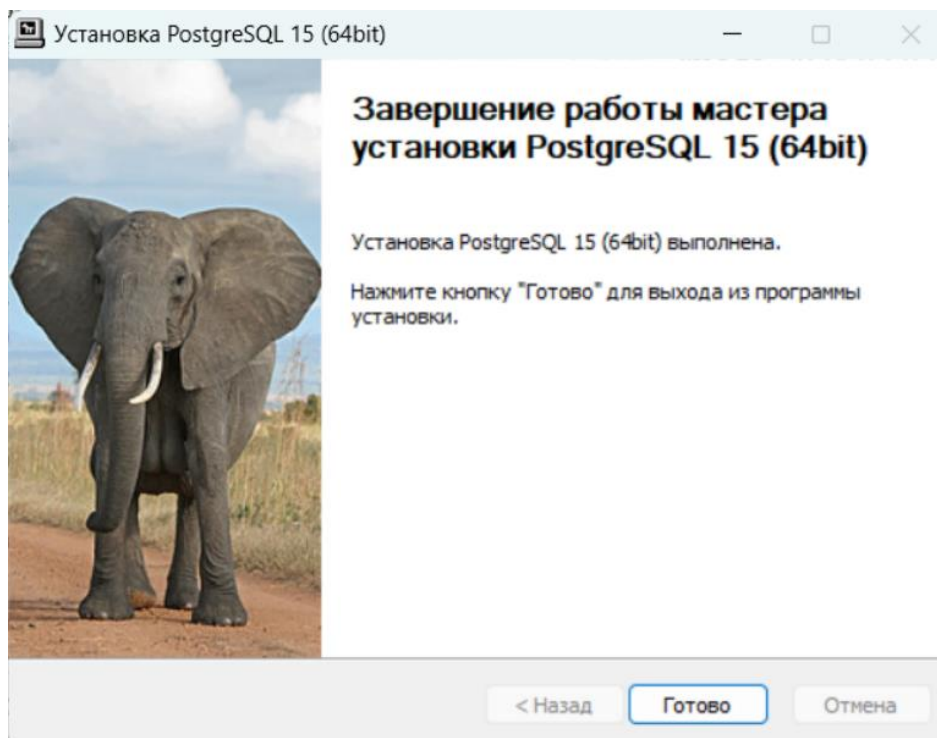 Установка PostgreSQL 15 (64bit)
Завершение работы мастера
установки PostgreSQL 15 (64bit)
Установка PostgreSQL 15 (64bit) выполнена.
Нажмите кнопку "Готово" для выхода из программы
установки.
< Назад
Готово
Отмена